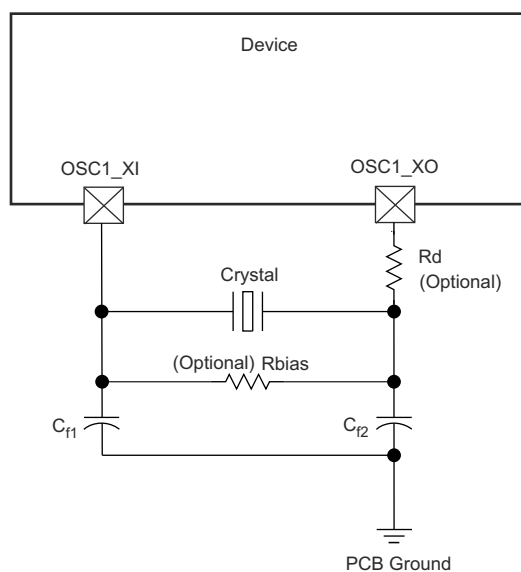 Device
OSC1_XI
OSC1_XO
Rd
(Optional)
Crystal
(Optional) Rbias
Cf1
Cf2
PCB Ground